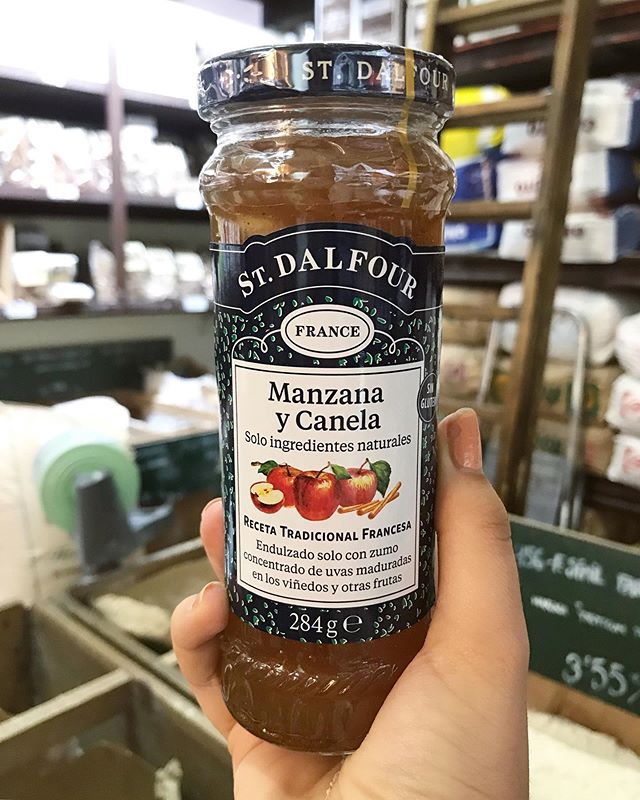 ST. DALFOUR
ST. DALFOUR
FRANCE
Manzana
y Canela
Solo ingredientes naturales
RECETA TRADICIONAL FRANCESA
Endulzado solo con zumo
concentrado de uvas maduradas
en los viñedos y otras frutas
284 g ℮
SIN
GLUTEN
3'55